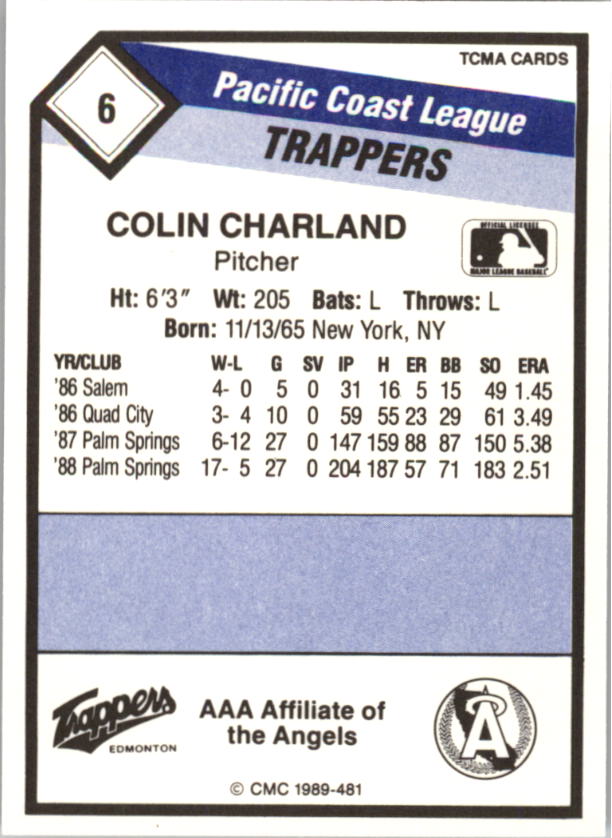 TCMA CARDS
6
Pacific Coast League
TRAPPERS
COLIN CHARLAND
Pitcher
OFFICIAL LICENSEE
MAJOR LEAGUE BASEBALL
Ht: 6'3" Wt: 205 Bats: L Throws: L
Born: 11/13/65 New York, NY
YR/CLUB W-L G SV IP H ER BB SO ERA
'86 Salem 4- 0 5 0 31 16 5 15 49 1.45
'86 Quad City 3- 4 10 0 59 55 23 29 61 3.49
'87 Palm Springs 6-12 27 0 147 159 88 87 150 5.38
'88 Palm Springs 17- 5 27 0 204 187 57 71 183 2.51
Trappers
EDMONTON
AAA Affiliate of
the Angels
A
© CMC 1989-481